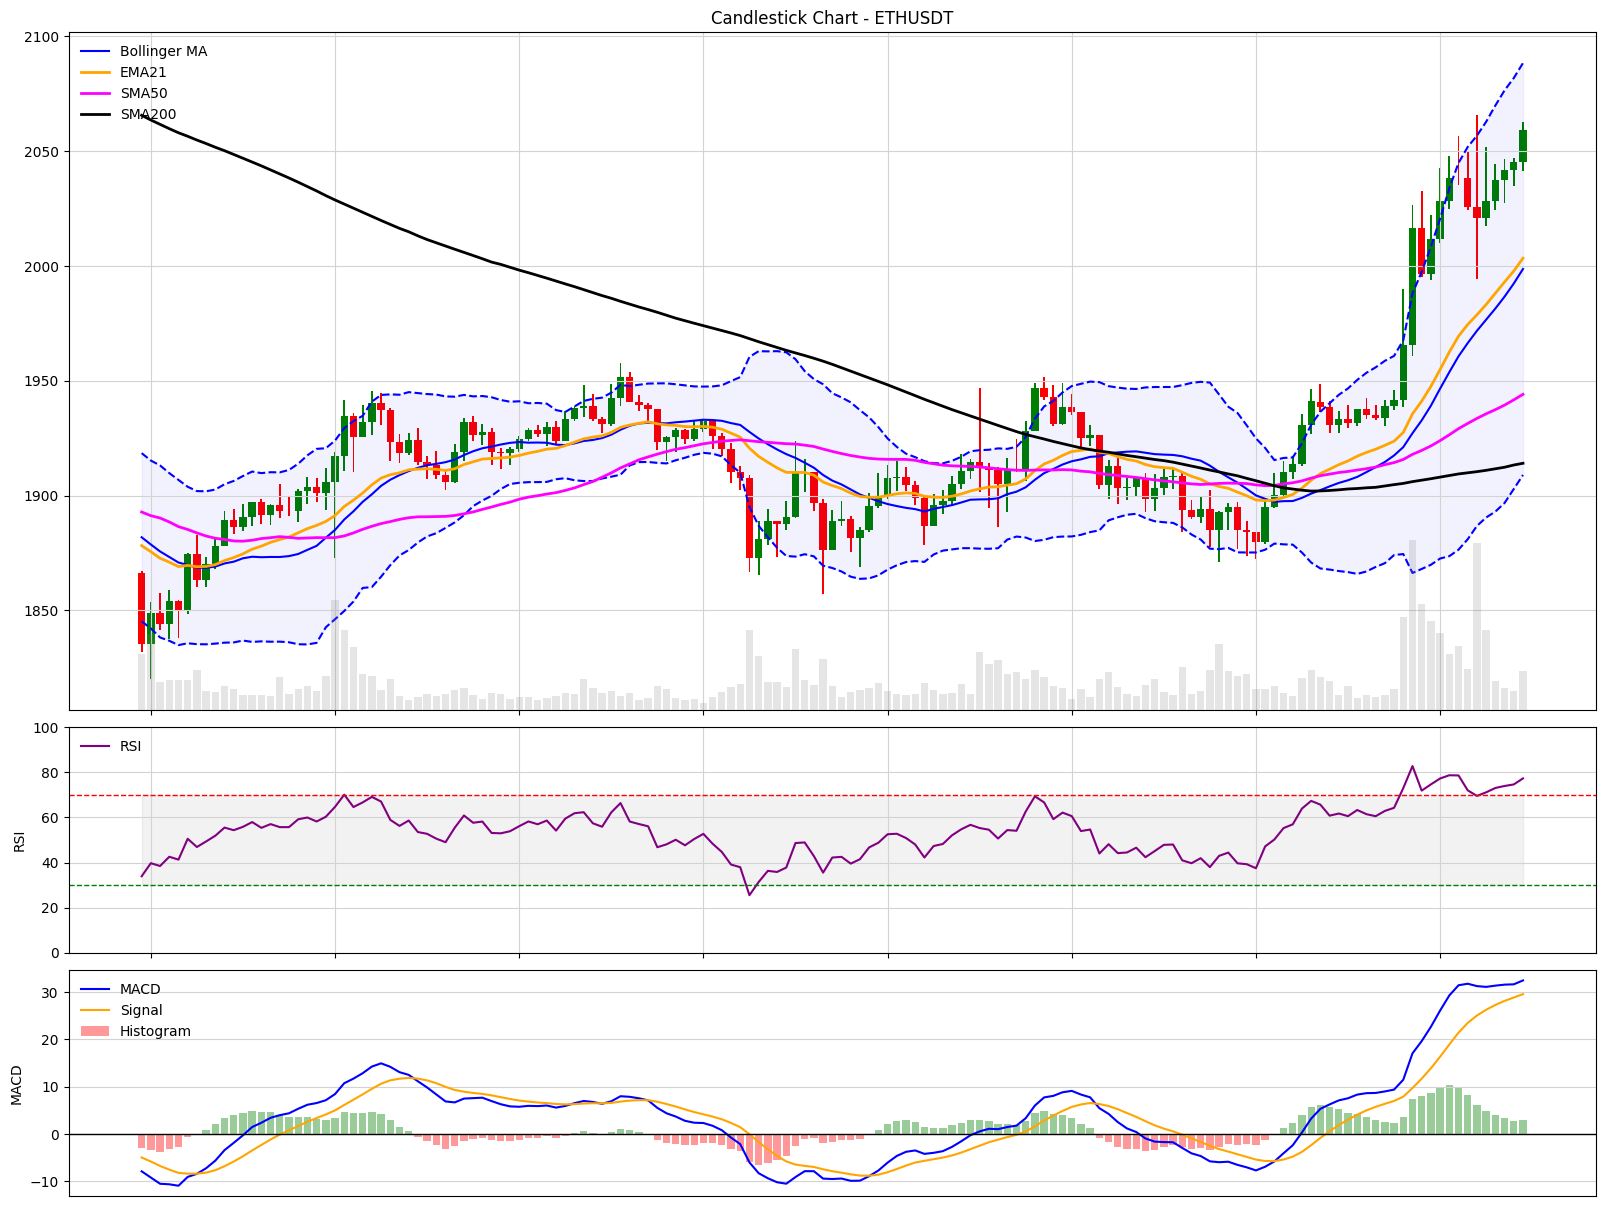 Candlestick Chart - ETHUSDT
2100
Bollinger MA
EMA21
SMA50
SMA200
2050
2000
1950
1900
1850
100
RSI
80
60
RSI
40
20
0
MACD
30
Signal
Histogram
20
MACD
10
0
−10